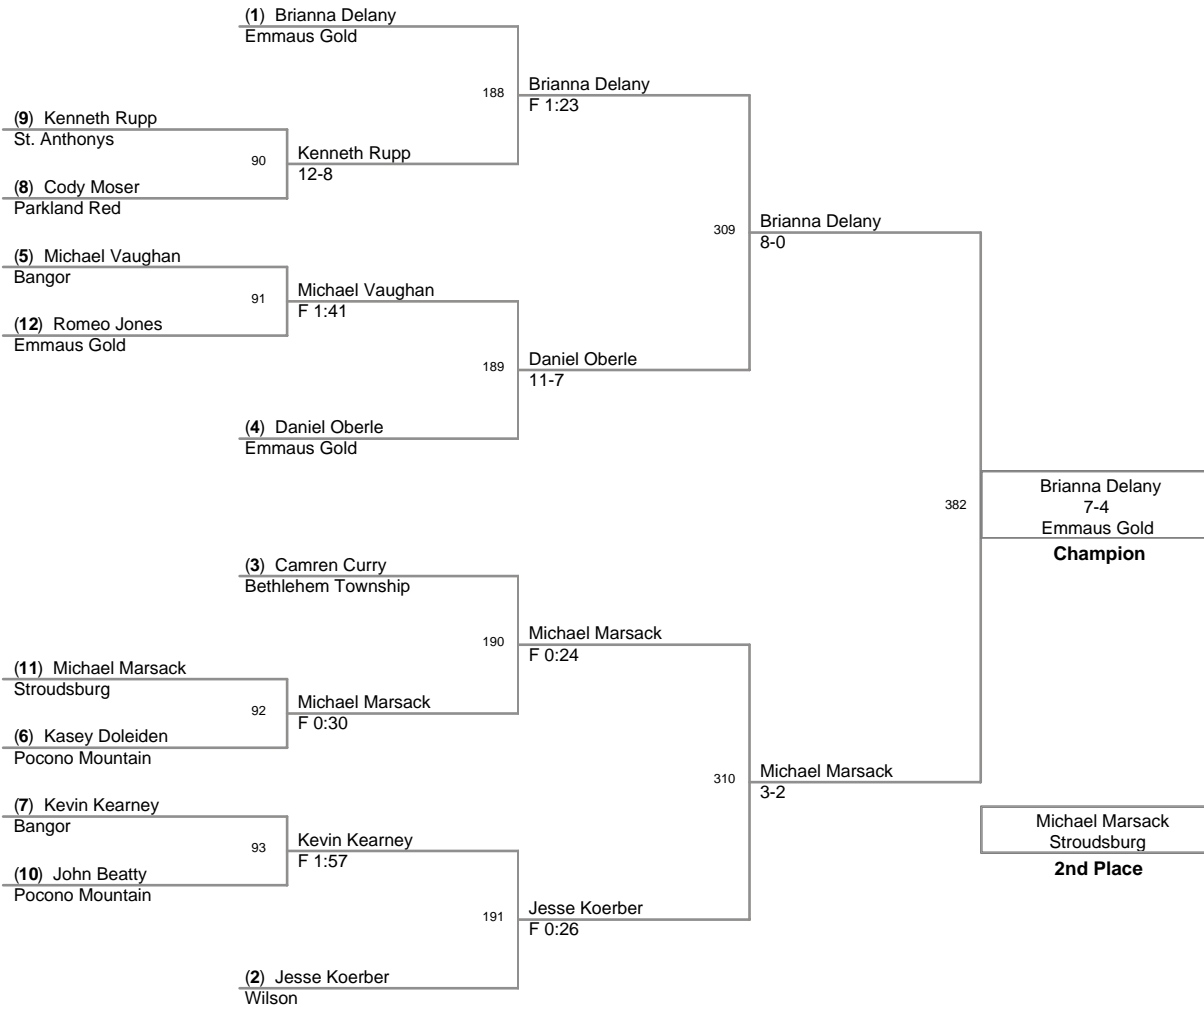 (1) Brianna Delany
Emmaus Gold
188
Brianna Delany
F 1:23
(9) Kenneth Rupp
St. Anthonys
90
Kenneth Rupp
12-8
(8) Cody Moser
Parkland Red
309
Brianna Delany
8-0
(5) Michael Vaughan
Bangor
91
Michael Vaughan
F 1:41
(12) Romeo Jones
Emmaus Gold
189
Daniel Oberle
11-7
(4) Daniel Oberle
Emmaus Gold
382
Brianna Delany
7-4
Emmaus Gold
Champion
(3) Camren Curry
Bethlehem Township
190
Michael Marsack
F 0:24
(11) Michael Marsack
Stroudsburg
92
Michael Marsack
F 0:30
(6) Kasey Doleiden
Pocono Mountain
310
Michael Marsack
3-2
(7) Kevin Kearney
Bangor
93
Kevin Kearney
F 1:57
(10) John Beatty
Pocono Mountain
191
Jesse Koerber
F 0:26
(2) Jesse Koerber
Wilson
Michael Marsack
Stroudsburg
2nd Place